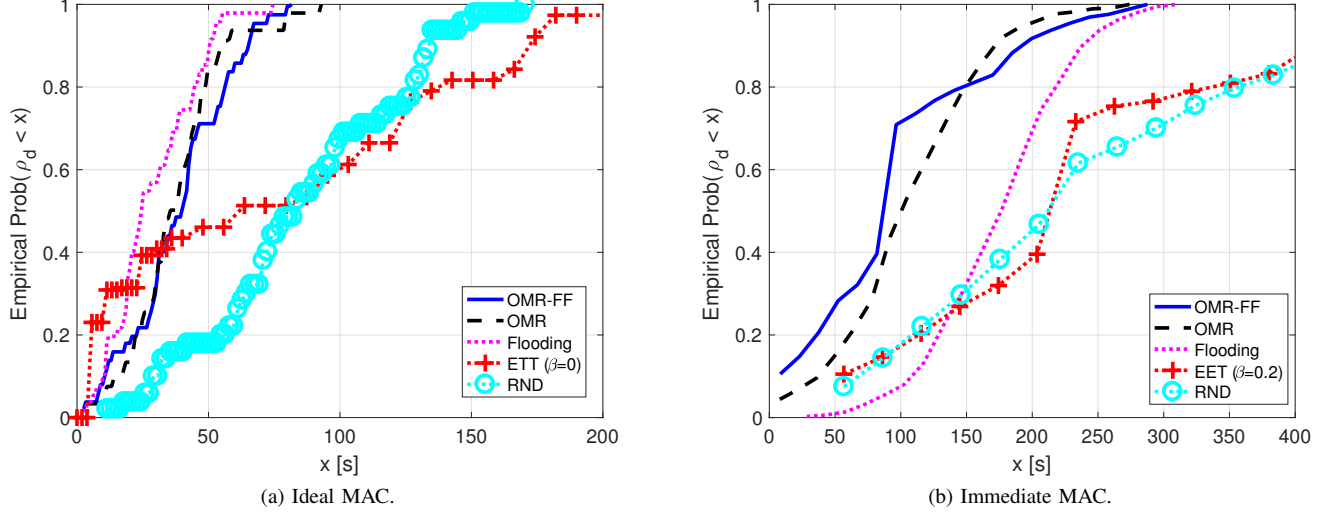 Empirical Prob( ρ_d < x)
1
0.8
0.6
0.4
0.2
0
0 50 100 150 200
x [s]
OMR-FF
OMR
Flooding
ETT (β=0)
RND
(a) Ideal MAC.
Empirical Prob(ρ_d < x)
1
0.8
0.6
0.4
0.2
0
0 50 100 150 200 250 300 350 400
x [s]
OMR-FF
OMR
Flooding
EET (β=0.2)
RND
(b) Immediate MAC.